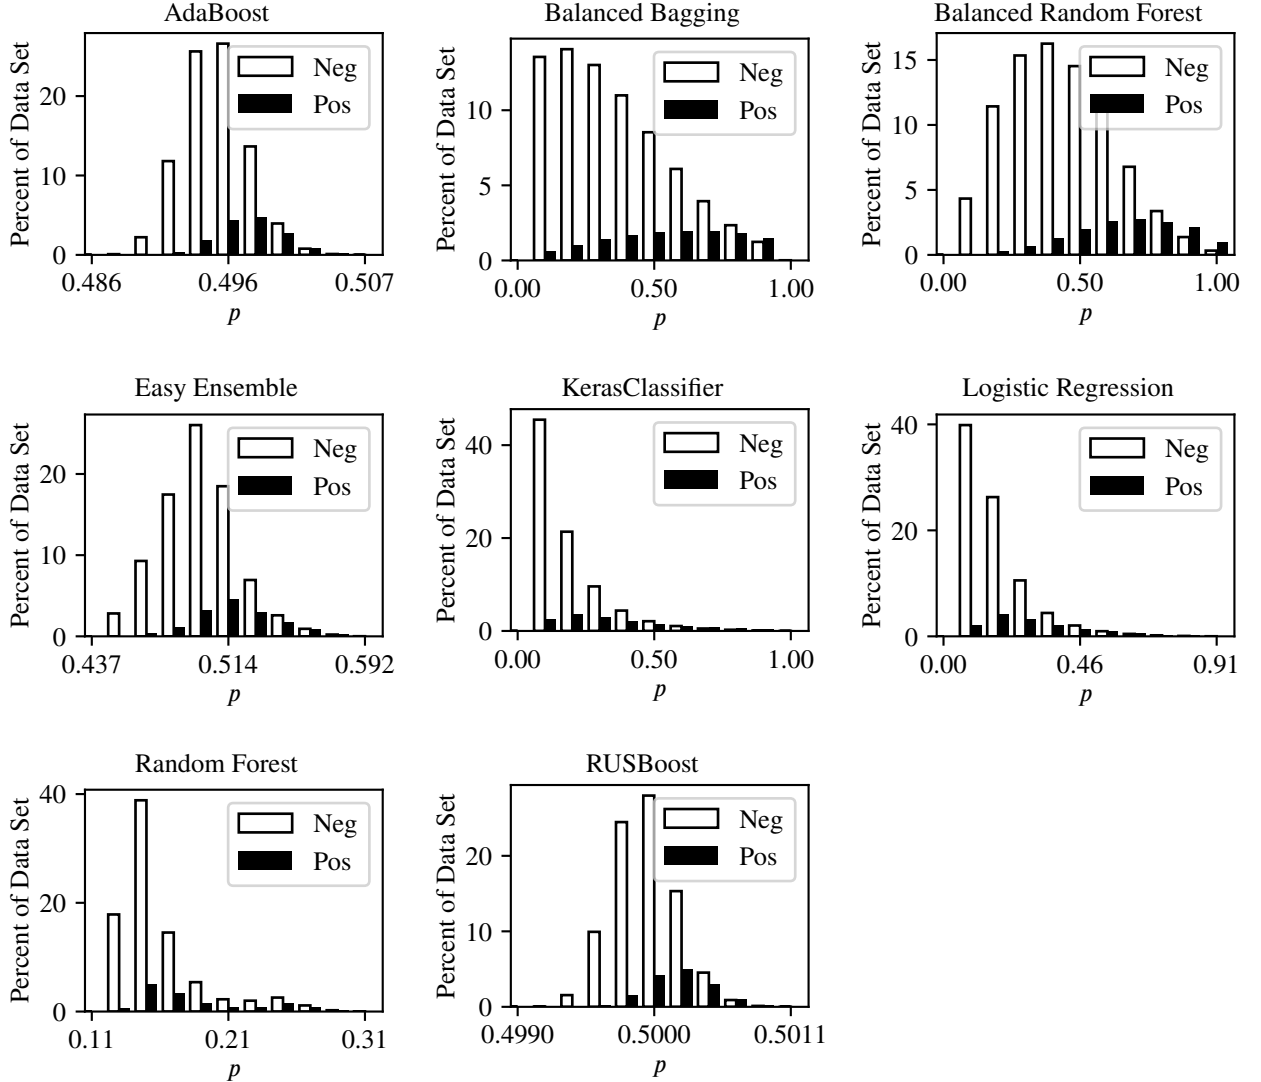 AdaBoost
Percent of Data Set
20
10
0
0.486 0.496 0.507
p
Neg
Pos
Balanced Bagging
Percent of Data Set
10
5
0
0.00 0.50 1.00
p
Neg
Pos
Balanced Random Forest
Percent of Data Set
15
10
5
0
0.00 0.50 1.00
p
Neg
Pos
Easy Ensemble
Percent of Data Set
20
10
0
0.437 0.514 0.592
p
Neg
Pos
KerasClassifier
Percent of Data Set
40
20
0
0.00 0.50 1.00
p
Neg
Pos
Logistic Regression
Percent of Data Set
40
20
0
0.00 0.46 0.91
p
Neg
Pos
Random Forest
Percent of Data Set
40
20
0
0.11 0.21 0.31
p
Neg
Pos
RUSBoost
Percent of Data Set
20
10
0
0.4990 0.5000 0.5011
p
Neg
Pos